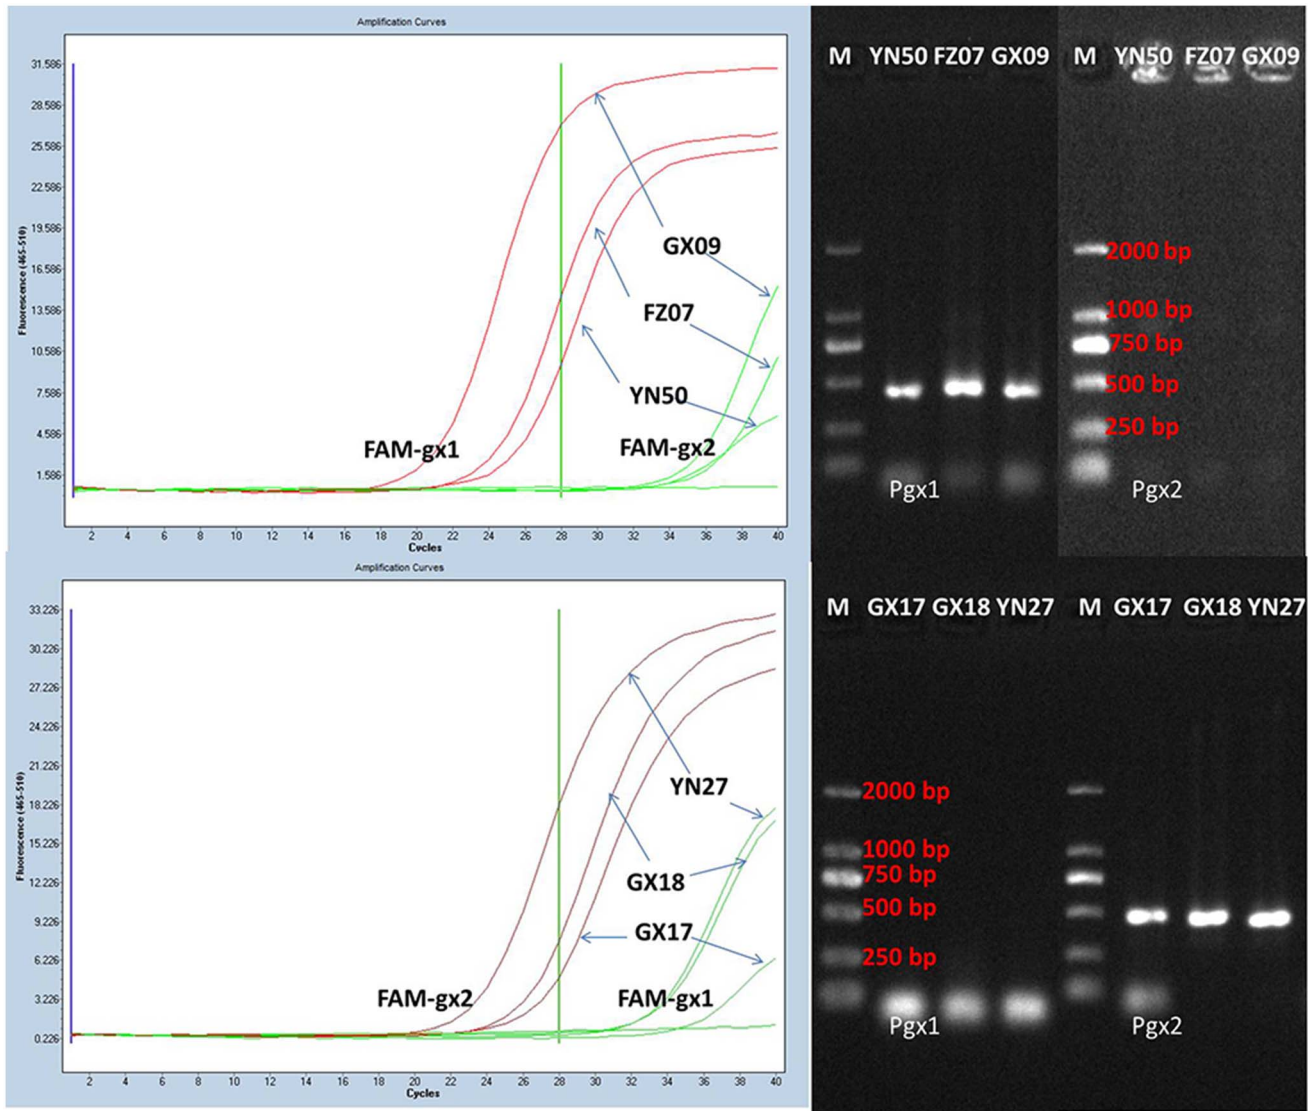 Amplification Curves
Fluorescence (465-510)
31.586
28.586
25.586
22.586
19.586
16.586
13.586
10.586
7.586
4.586
1.586
GX09
FZ07
YN50
FAM-gx1
FAM-gx2
2 4 6 8 10 12 14 16 18 20 22 24 26 28 30 32 34 36 38 40
Cycles
M YN50 FZ07 GX09
Pgx1
M YN50 FZ07 GX09
2000 bp
1000 bp
750 bp
500 bp
250 bp
Pgx2
Amplification Curves
Fluorescence (465-510)
33.226
30.226
27.226
24.226
21.226
18.226
15.226
12.226
9.226
6.226
3.226
0.226
YN27
GX18
GX17
FAM-gx2
FAM-gx1
2 4 6 8 10 12 14 16 18 20 22 24 26 28 30 32 34 36 38 40
Cycles
M GX17 GX18 YN27
2000 bp
1000 bp
750 bp
500 bp
250 bp
Pgx1
M GX17 GX18 YN27
Pgx2